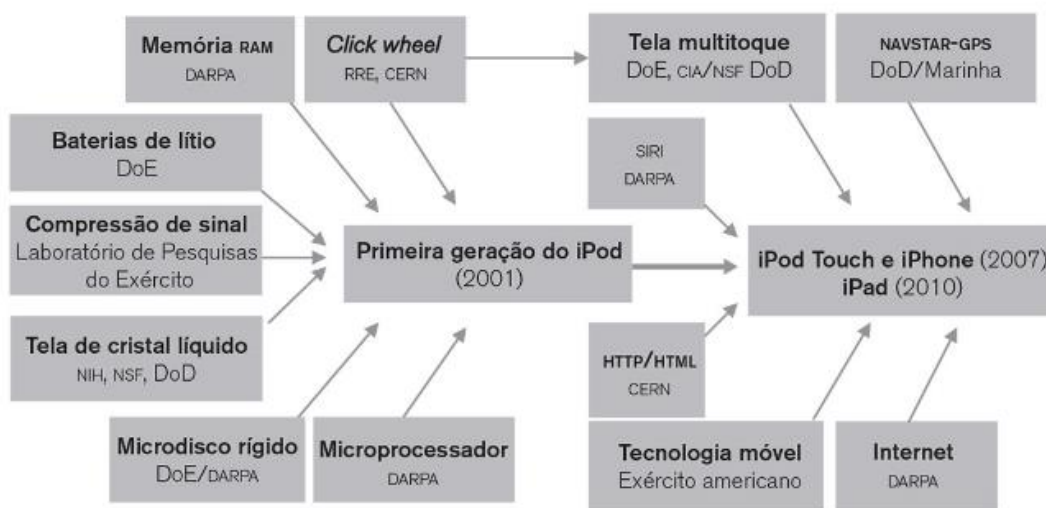 Memória RAM
DARPA
Click wheel
RRE, CERN
Tela multitoque
DoE, CIA/NSF DoD
NAVSTAR-GPS
DoD/Marinha
Baterias de lítio
DoE
SIRI
DARPA
Compressão de sinal
Laboratório de Pesquisas
do Exército
Primeira geração do iPod
(2001)
iPod Touch e iPhone (2007)
iPad (2010)
Tela de cristal líquido
NIH, NSF, DoD
HTTP/HTML
CERN
Microdisco rígido
DoE/DARPA
Microprocessador
DARPA
Tecnologia móvel
Exército americano
Internet
DARPA